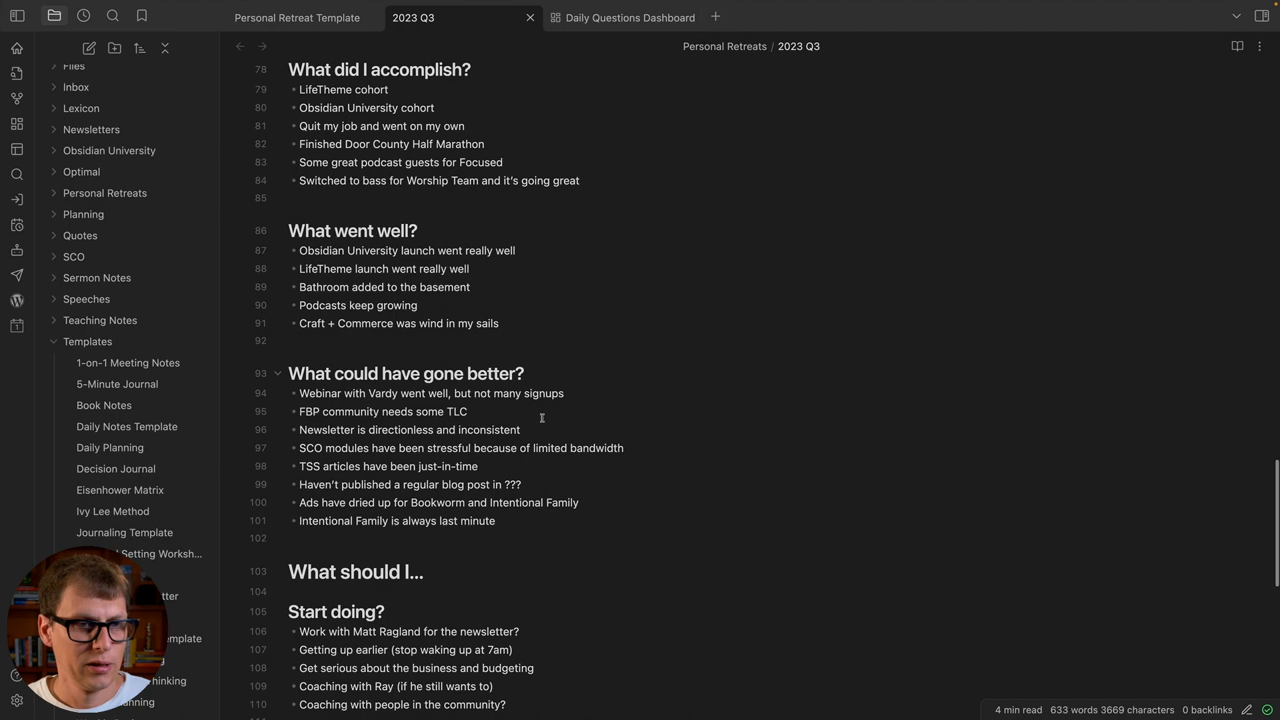 Personal Retreat Template
2023 Q3
Daily Questions Dashboard
Personal Retreats / 2023 Q3
Files
Inbox
Lexicon
Newsletters
Obsidian University
Optimal
Personal Retreats
Planning
Quotes
SCO
Sermon Notes
Speeches
Teaching Notes
Templates
1-on-1 Meeting Notes
5-Minute Journal
Book Notes
Daily Notes Template
Daily Planning
Decision Journal
Eisenhower Matrix
Ivy Lee Method
Journaling Template
Setting Worksh...
78 What did I accomplish?
79 LifeTheme cohort
80 Obsidian University cohort
81 Quit my job and went on my own
82 Finished Door County Half Marathon
83 Some great podcast guests for Focused
84 Switched to bass for Worship Team and it's going great
85
86 What went well?
87 Obsidian University launch went really well
88 LifeTheme launch went really well
89 Bathroom added to the basement
90 Podcasts keep growing
91 Craft + Commerce was wind in my sails
92
93 What could have gone better?
94 Webinar with Vardy went well, but not many signups
95 FBP community needs some TLC
96 Newsletter is directionless and inconsistent
97 SCO modules have been stressful because of limited bandwidth
98 TSS articles have been just-in-time
99 Haven't published a regular blog post in ???
100 Ads have dried up for Bookworm and Intentional Family
101 Intentional Family is always last minute
102
103 What should I...
104
105 Start doing?
106 Work with Matt Ragland for the newsletter?
107 Getting up earlier (stop waking up at 7am)
108 Get serious about the business and budgeting
109 Coaching with Ray (if he still wants to)
110 Coaching with people in the community?
4 min read 633 words 3669 characters 0 backlinks